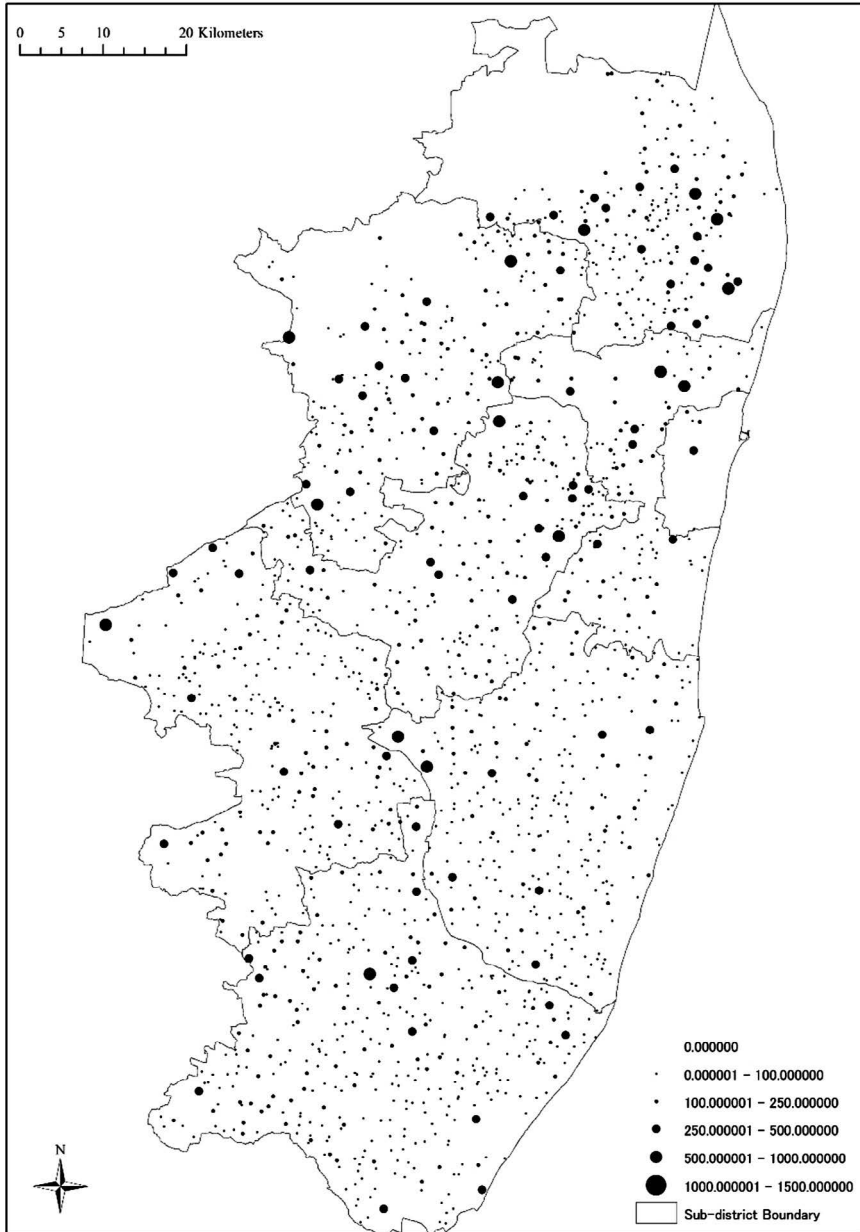 0 5 10 20 Kilometers
0.000000
0.000001 - 100.000000
100.000001 - 250.000000
250.000001 - 500.000000
500.000001 - 1000.000000
1000.000001 - 1500.000000
Sub-district Boundary
N